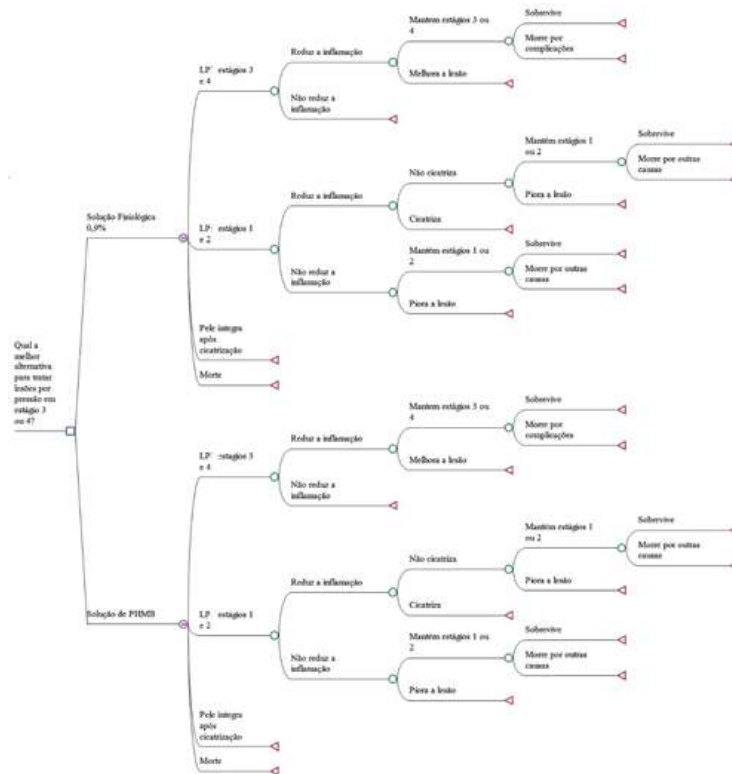 Sobrevive
Mantém estágios 3 ou
4
Morre por
complicações
Reduz a inflamação
LP estágios 3
e 4
Melhora a lesão
Não reduz a
inflamação
Sobrevive
Mantém estágios 1
ou 2
Morre por outras
causas
Não cicatriza
Reduz a inflamação
Piora a lesão
Solução Fisiológica
0,9%
Cicatriza
LP: estágios 1
e 2
Sobrevive
Mantém estágios 1 ou
2
Não reduz a
inflamação
Morre por outras
causas
Piora a lesão
Pele íntegra
após
cicatrização
Morte
Qual a
melhor
alternativa
para tratar
lesões por
pressão em
estágio 3
ou 4?
Sobrevive
Mantem estágios 3 ou
4
Morre por
complicações
Reduz a inflamação
LP estagios 3
e 4
Melhora a lesão
Não reduz a
inflamação
Sobrevive
Mantém estágios 1
ou 2
Morre por outras
causas
Não cicatriza
Reduz a inflamação
Piora a lesão
Solução de PHMB
Cicatriza
LP estágios 1
e 2
Sobrevive
Mantém estágios 1 ou
2
Não reduz a
inflamação
Morre por outras
causas
Piora a lesão
Pele íntegra
após
cicatrização
Morte